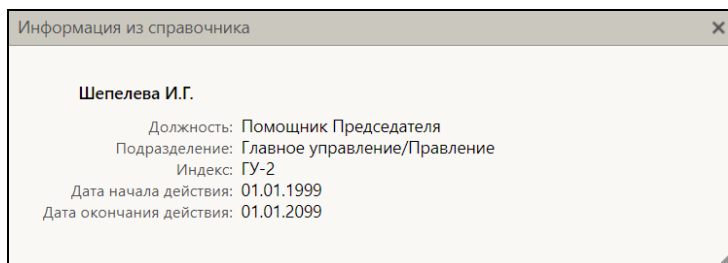 Информация из справочника
Шепелева И.Г.
Должность: Помощник Председателя
Подразделение: Главное управление/Правление
Индекс: ГУ-2
Дата начала действия: 01.01.1999
Дата окончания действия: 01.01.2099